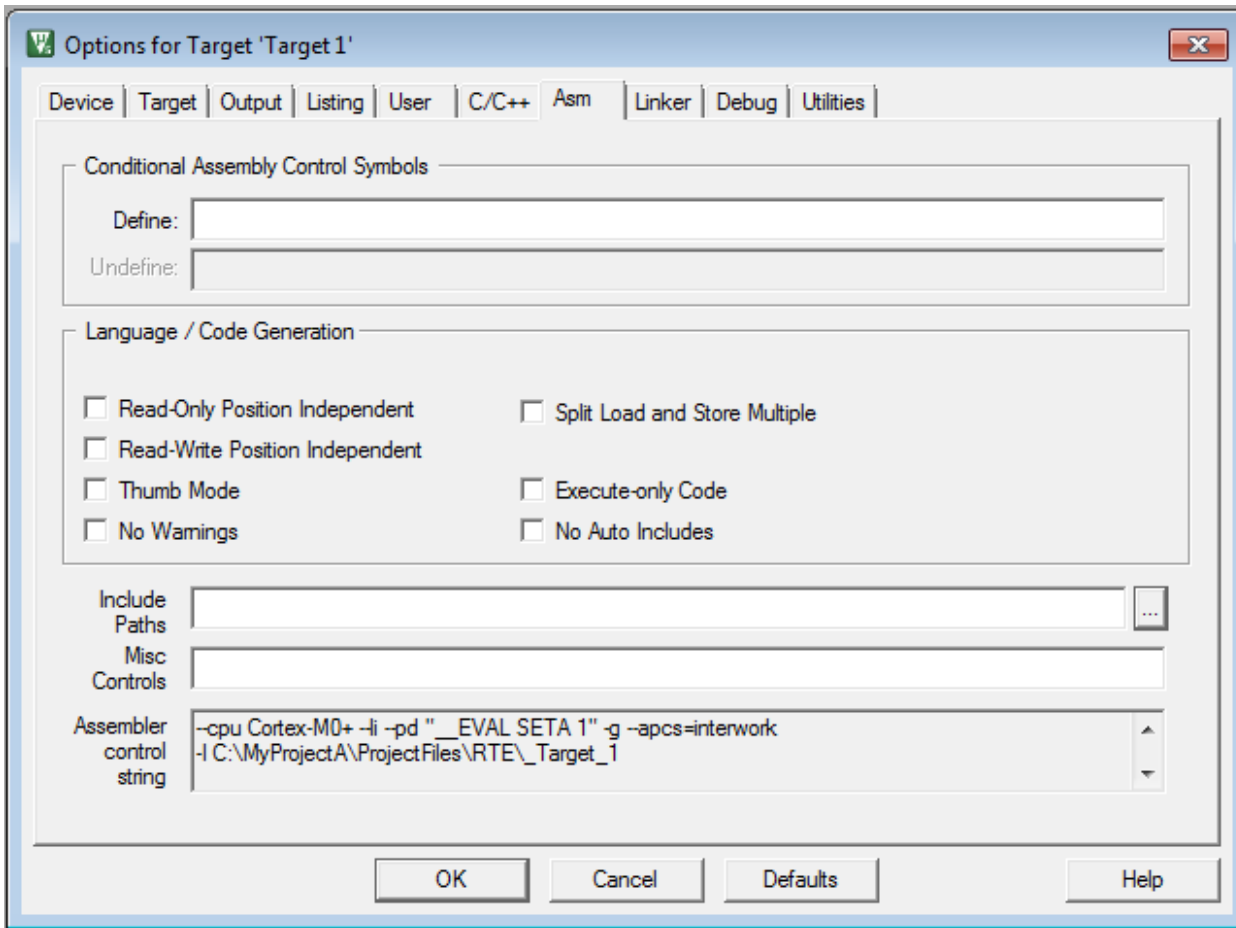 Options for Target 'Target 1'
Device Target Output Listing User C/C++ Asm Linker Debug Utilities
Conditional Assembly Control Symbols
Define:
Undefine:
Language / Code Generation
Read-Only Position Independent
Split Load and Store Multiple
Read-Write Position Independent
Thumb Mode
Execute-only Code
No Warnings
No Auto Includes
Include
Paths
...
Misc
Controls
Assembler
control
string
--cpu Cortex-M0+ --li --pd "__EVAL SETA 1" -g --apcs=interwork
-I C:\MyProjectA\ProjectFiles\RTE\_Target_1
OK Cancel Defaults Help